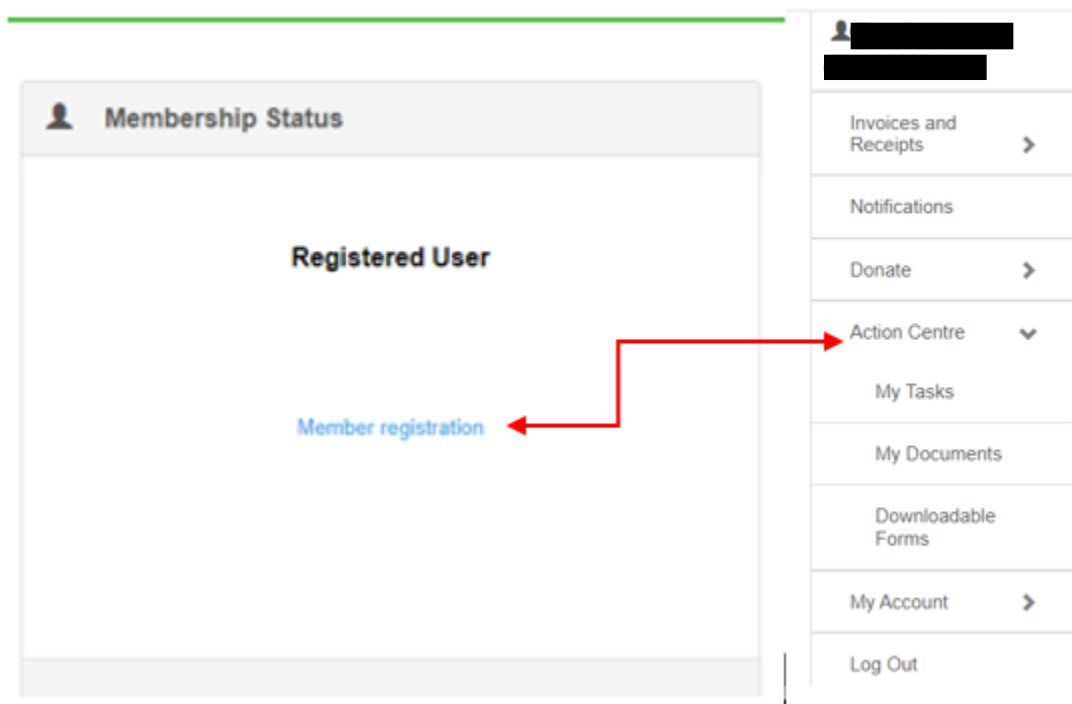 Membership Status
Registered User
Member registration
Invoices and
Receipts
Notifications
Donate
Action Centre
My Tasks
My Documents
Downloadable
Forms
My Account
Log Out